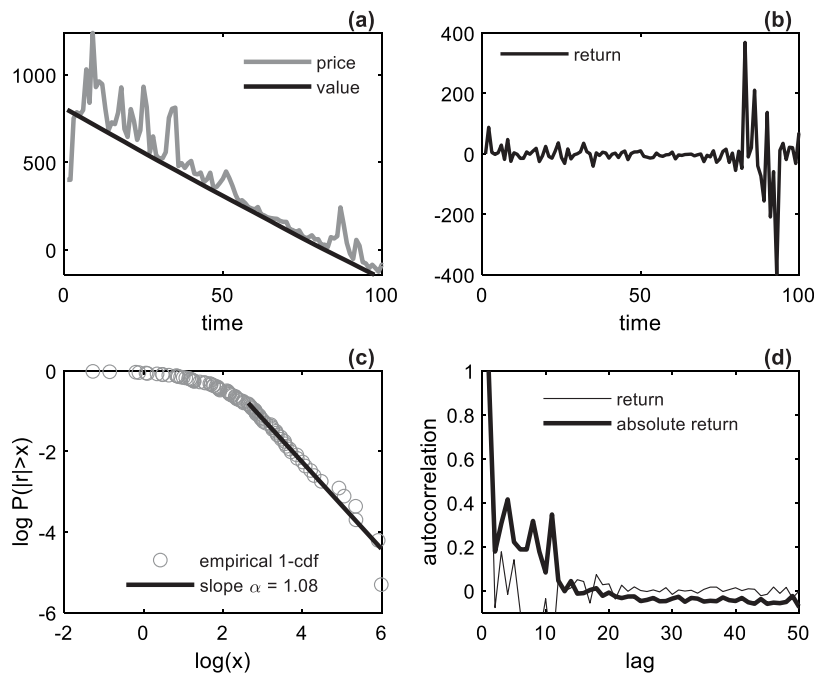 (a)
price
value
1000
500
0
0
50
100
time
(b)
return
400
200
0
-200
-400
0
50
100
time
(c)
log P(|r|>x)
0
-2
-4
-6
empirical 1-cdf
slope α = 1.08
-2
0
2
4
6
log(x)
(d)
autocorrelation
1
0.8
0.6
0.4
0.2
0
return
absolute return
0
10
20
30
40
50
lag